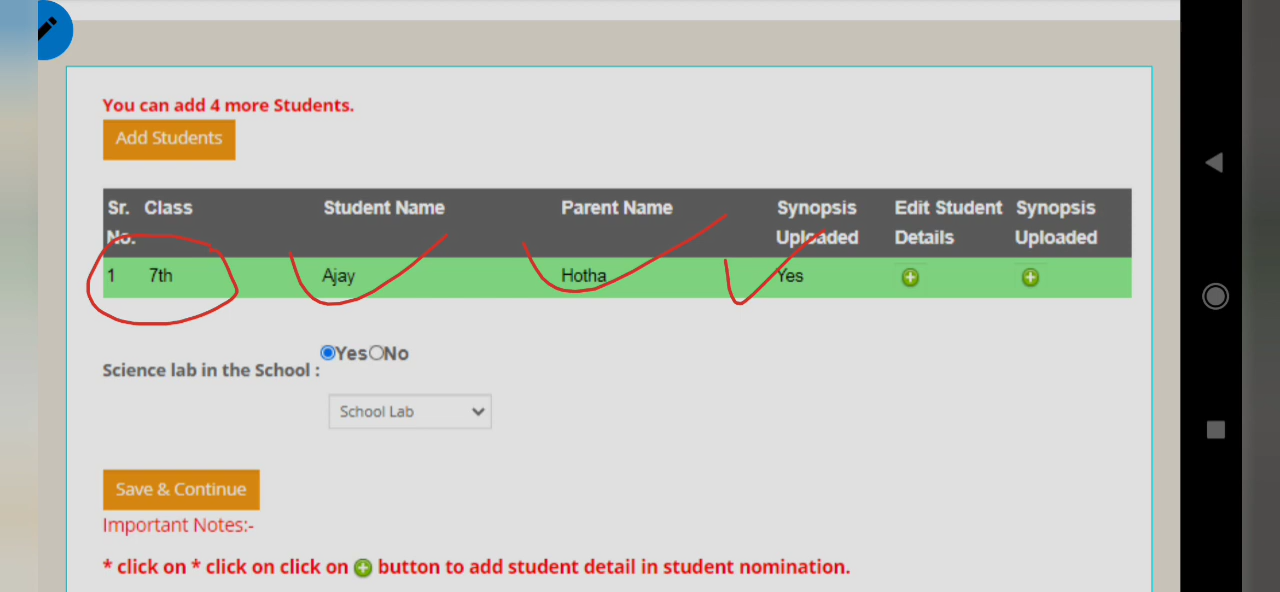 You can add 4 more Students.
Add Students
Sr. No. Class Student Name Parent Name Synopsis Uploaded Edit Student Details Synopsis Uploaded
1 7th Ajay Hotha Yes
Science lab in the School : Yes No
School Lab
Save & Continue
Important Notes:-
* click on * click on click on button to add student detail in student nomination.